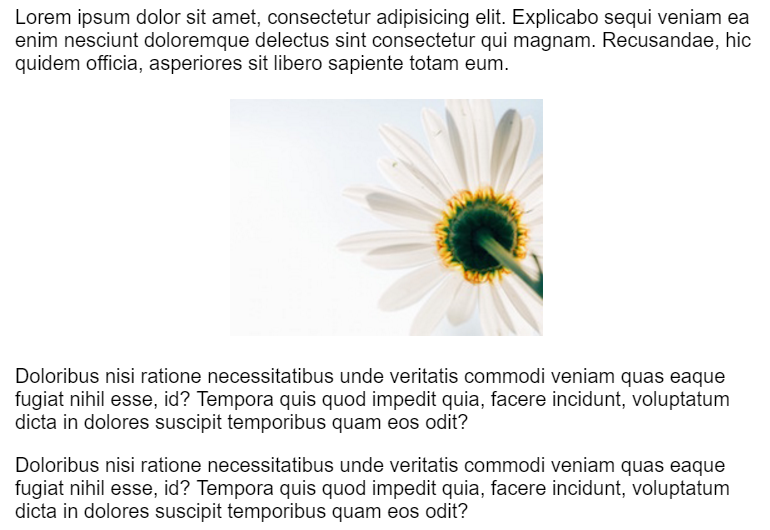 Lorem ipsum dolor sit amet, consectetur adipisicing elit. Explicabo sequi veniam ea
enim nesciunt doloremque delectus sint consectetur qui magnam. Recusandae, hic
quidem officia, asperiores sit libero sapiente totam eum.
Doloribus nisi ratione necessitatibus unde veritatis commodi veniam quas eaque
fugiat nihil esse, id? Tempora quis quod impedit quia, facere incidunt, voluptatum
dicta in dolores suscipit temporibus quam eos odit?
Doloribus nisi ratione necessitatibus unde veritatis commodi veniam quas eaque
fugiat nihil esse, id? Tempora quis quod impedit quia, facere incidunt, voluptatum
dicta in dolores suscipit temporibus quam eos odit?